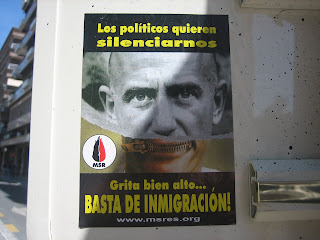 Los políticos quieren
silenciarnos
MSR
Grita bien alto...
BASTA DE INMIGRACIÓN!
www.msres.org